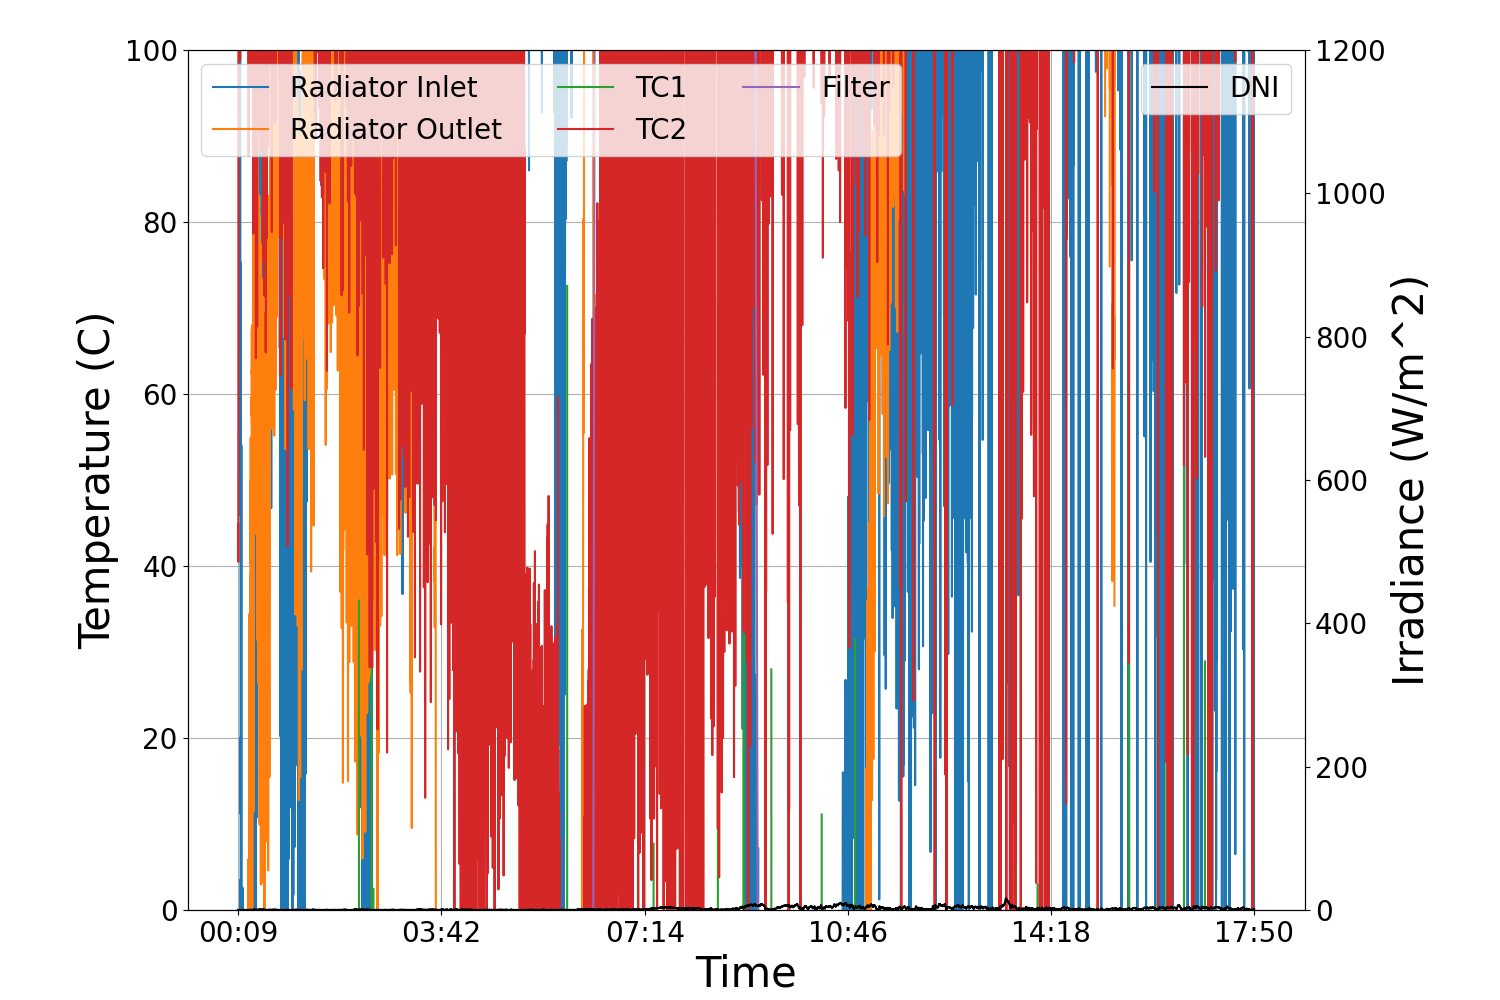 100
80
60
40
20
0
Temperature (C)
Radiator Inlet
Radiator Outlet
TC1
TC2
Filter
DNI
1200
1000
800
600
400
200
0
Irradiance (W/m^2)
00:09
03:42
07:14
10:46
14:18
17:50
Time